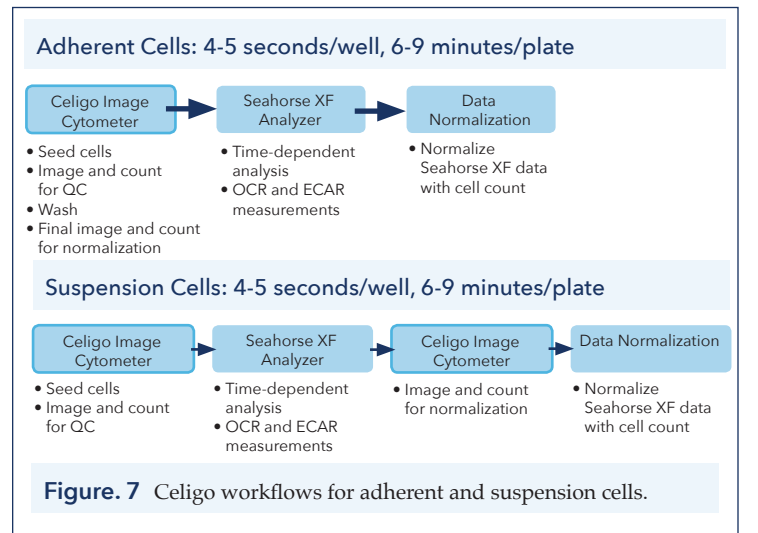 Adherent Cells: 4-5 seconds/well, 6-9 minutes/plate
Celigo Image
Cytometer
• Seed cells
• Image and count
for QC
• Wash
• Final image and count
for normalization
Seahorse XF
Analyzer
• Time-dependent
analysis
• OCR and ECAR
measurements
Data
Normalization
• Normalize
Seahorse XF data
with cell count
Suspension Cells: 4-5 seconds/well, 6-9 minutes/plate
Celigo Image
Cytometer
• Seed cells
• Image and count
for QC
Seahorse XF
Analyzer
• Time-dependent
analysis
• OCR and ECAR
measurements
Celigo Image
Cytometer
• Image and count
for normalization
Data Normalization
• Normalize
Seahorse XF data
with cell count
Figure. 7 Celigo workflows for adherent and suspension cells.